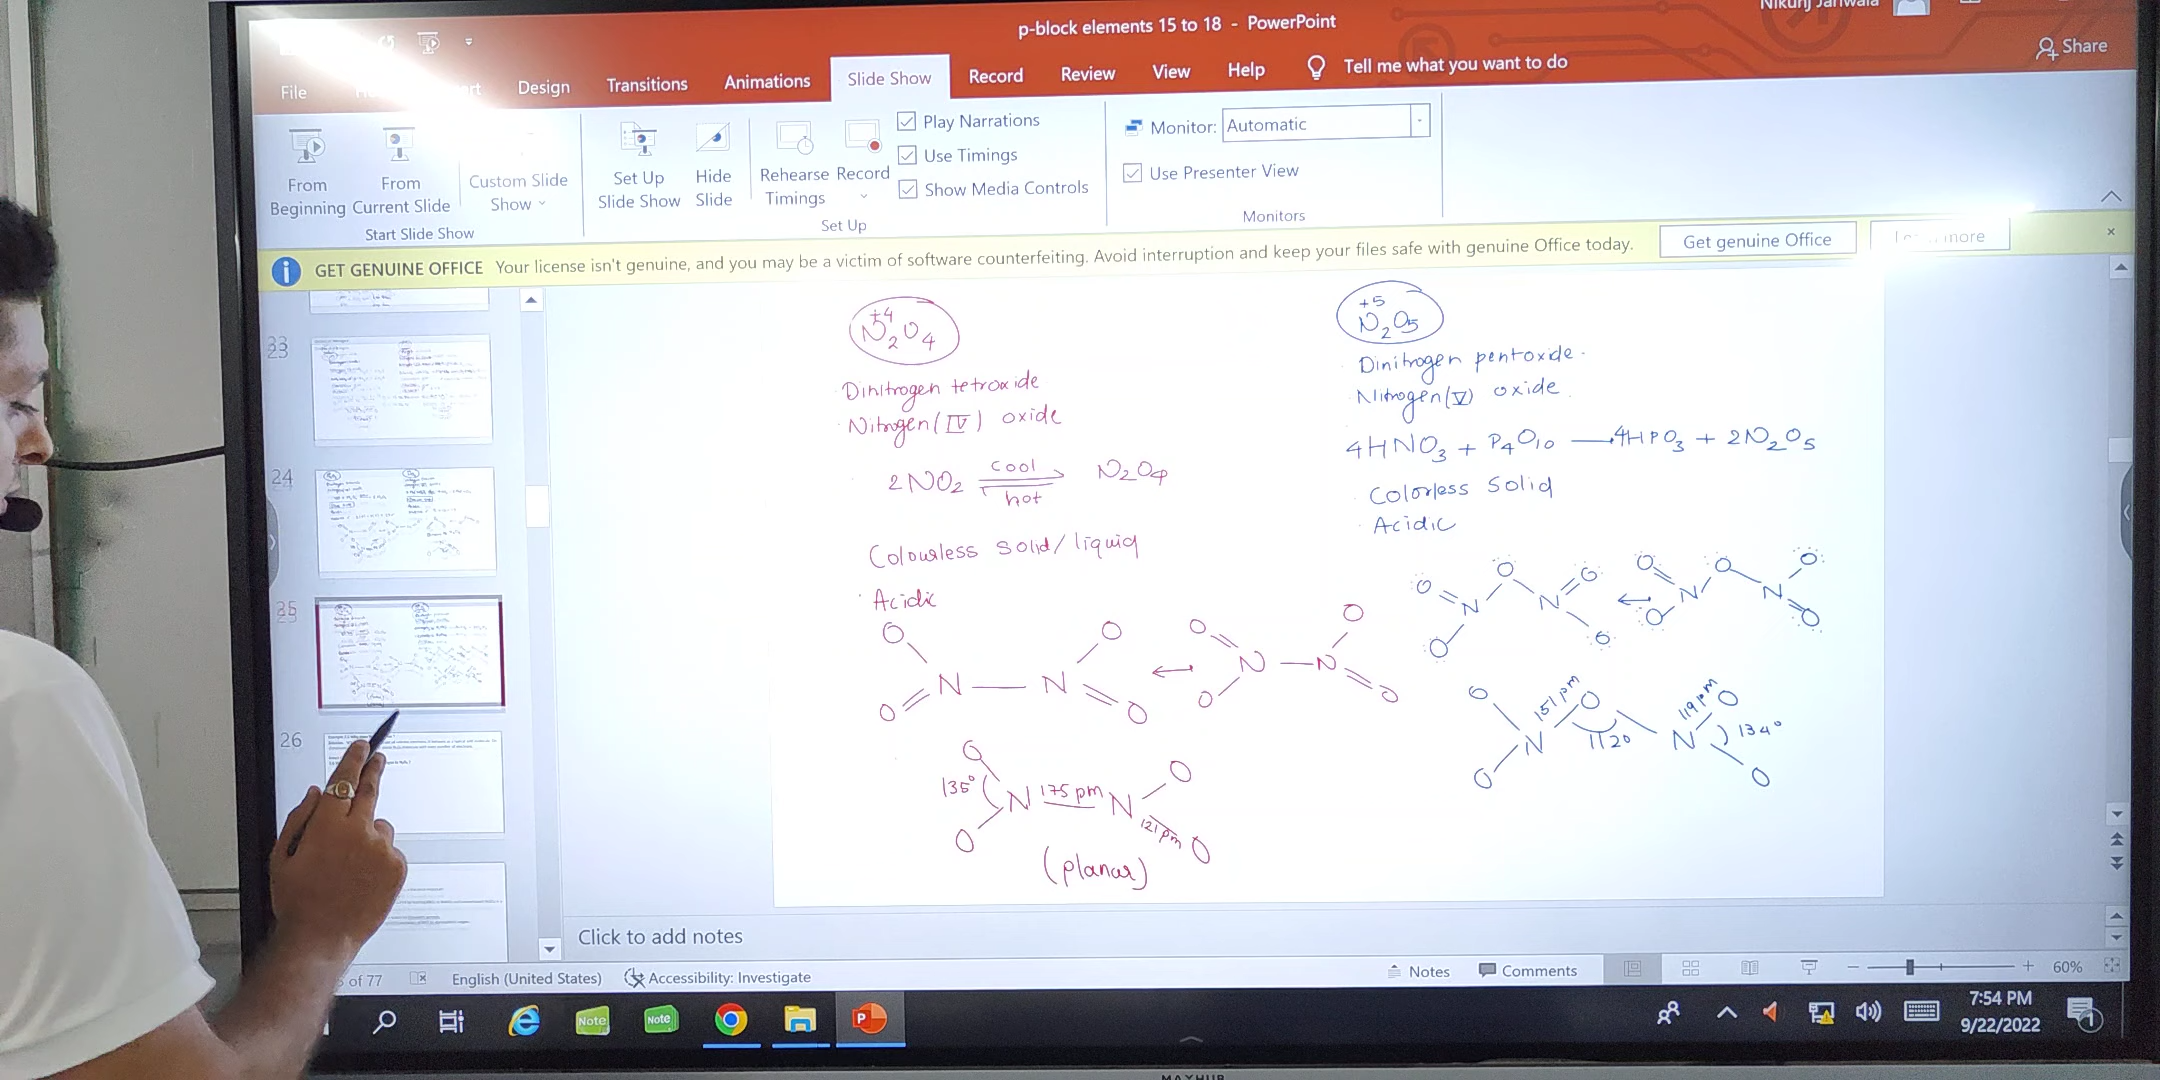 p-block elements 15 to 18 - PowerPoint
Nikunj Jariwala
File
Design
Transitions
Animations
Slide Show
Record
Review
View
Help
Tell me what you want to do
Share
From Beginning
From Current Slide
Custom Slide Show
Start Slide Show
Set Up Slide Show
Hide Slide
Rehearse Timings
Record
Play Narrations
Use Timings
Show Media Controls
Set Up
Monitor: Automatic
Use Presenter View
Monitors
GET GENUINE OFFICE Your license isn't genuine, and you may be a victim of software counterfeiting. Avoid interruption and keep your files safe with genuine Office today.
Get genuine Office
more
23
24
25
26
+4
N2O4
Dinitrogen tetroxide
Nitrogen(IV) oxide
2NO2 cool hot N2O4
Colourless solid/liquid
Acidic
O O O O
N — N ↔ N — N
O O O O
O O
135° N 175 pm N
O 121 pm O
(planar)
+5
N2O5
Dinitrogen pentoxide.
Nitrogen(V) oxide
4HNO3 + P4O10 → 4HPO3 + 2N2O5
Colorless Solid
Acidic
O O O ↔ O O O
N N N N
O O O O
O 151 pm O 119 pm O
N 112° N 134°
O O
Click to add notes
of 77
English (United States)
Accessibility: Investigate
Notes
Comments
60%
Note
Note
P
7:54 PM
9/22/2022
1
MAXHUB